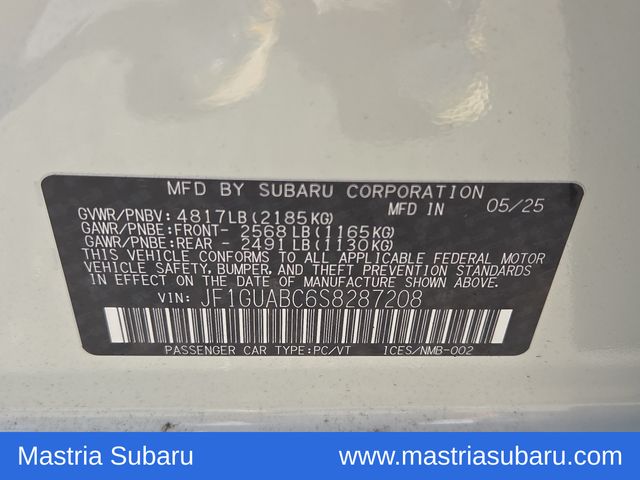 MFD BY SUBARU CORPORATION
GVWR/PNBV: 4817LB(2185KG) MFD IN 05/25
GAWR/PNBE:FRONT- 2568LB(1165KG)
GAWR/PNBE:REAR - 2491LB(1130KG)
THIS VEHICLE CONFORMS TO ALL APPLICABLE FEDERAL MOTOR
VEHICLE SAFETY, BUMPER, AND THEFT PREVENTION STANDARDS
IN EFFECT ON THE DATE OF MANUFACTURE SHOWN ABOVE.
VIN: JF1GUABC6S8287208
PASSENGER CAR TYPE:PC/VT ICES/NMB-002
Mastria Subaru www.mastriasubaru.com